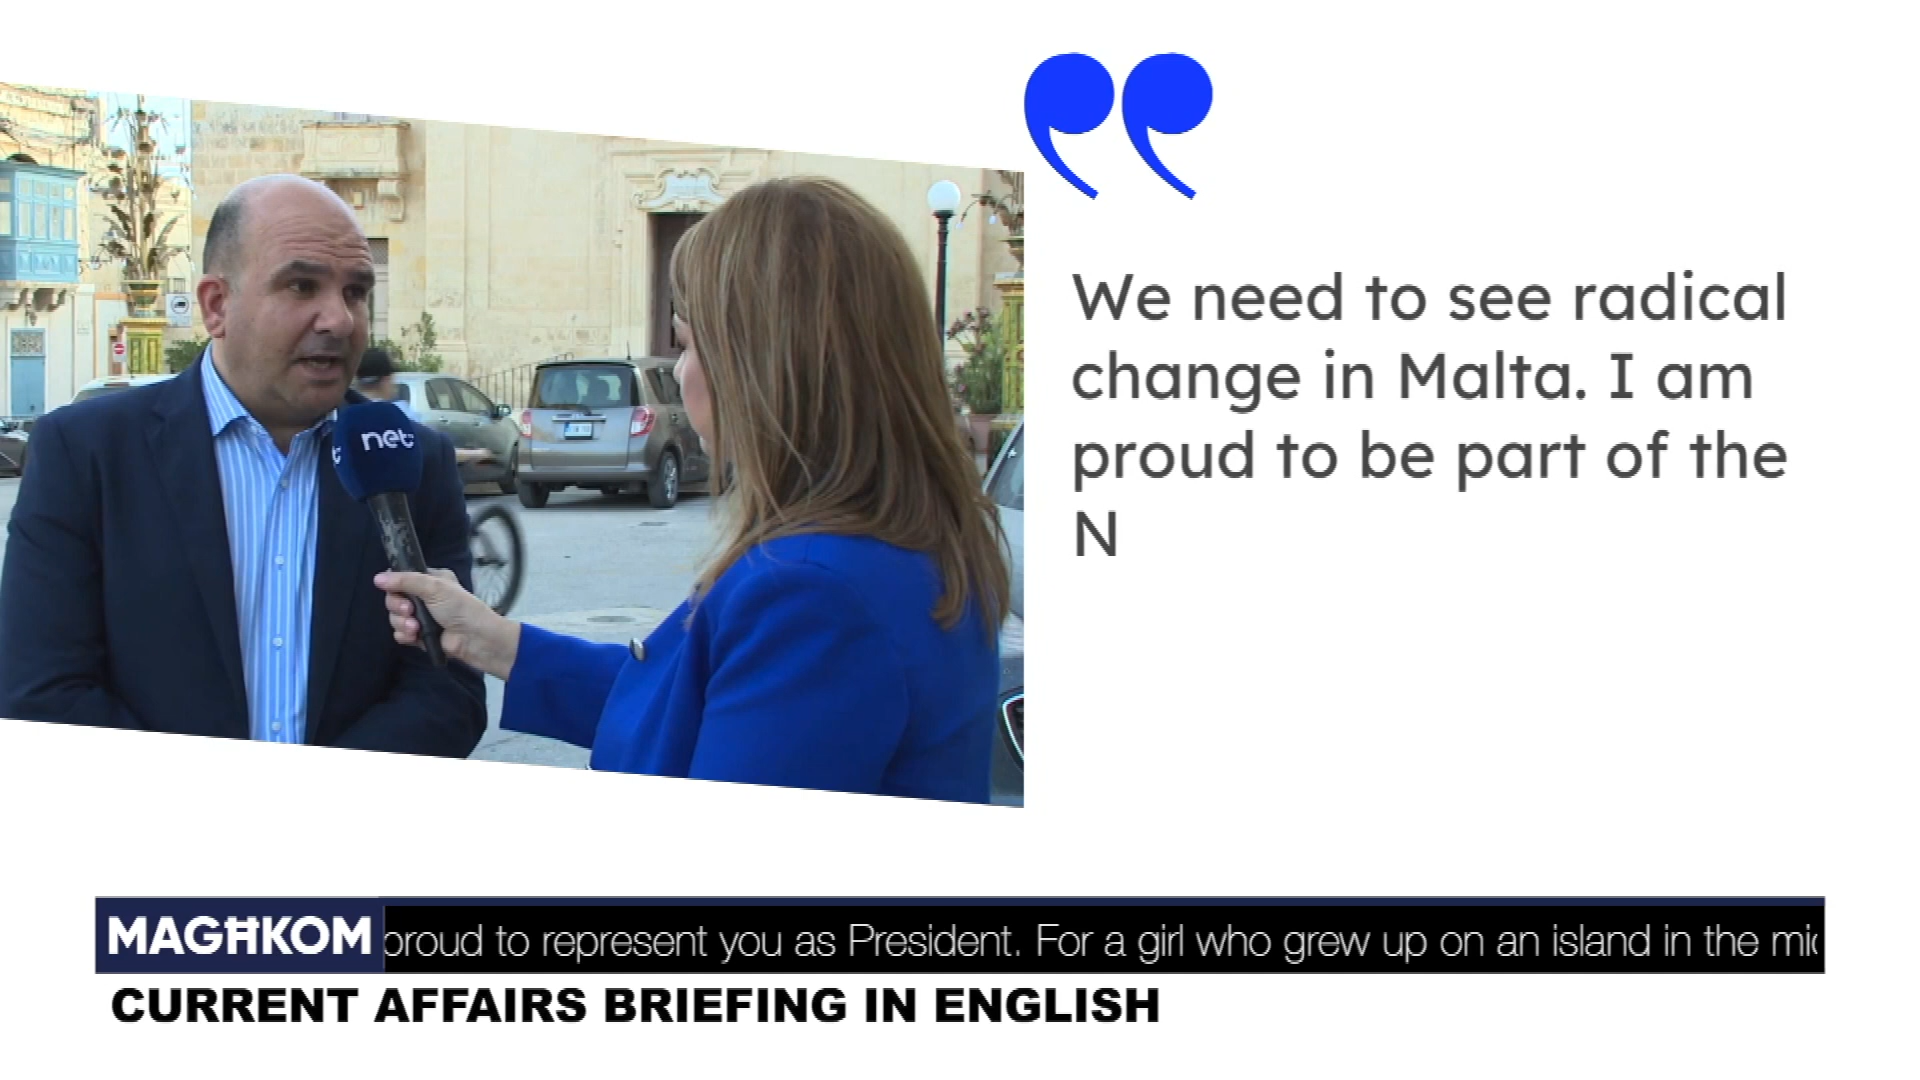 We need to see radical
change in Malta. I am
proud to be part of the
N
net
MAGĦKOM
proud to represent you as President. For a girl who grew up on an island in the
CURRENT AFFAIRS BRIEFING IN ENGLISH